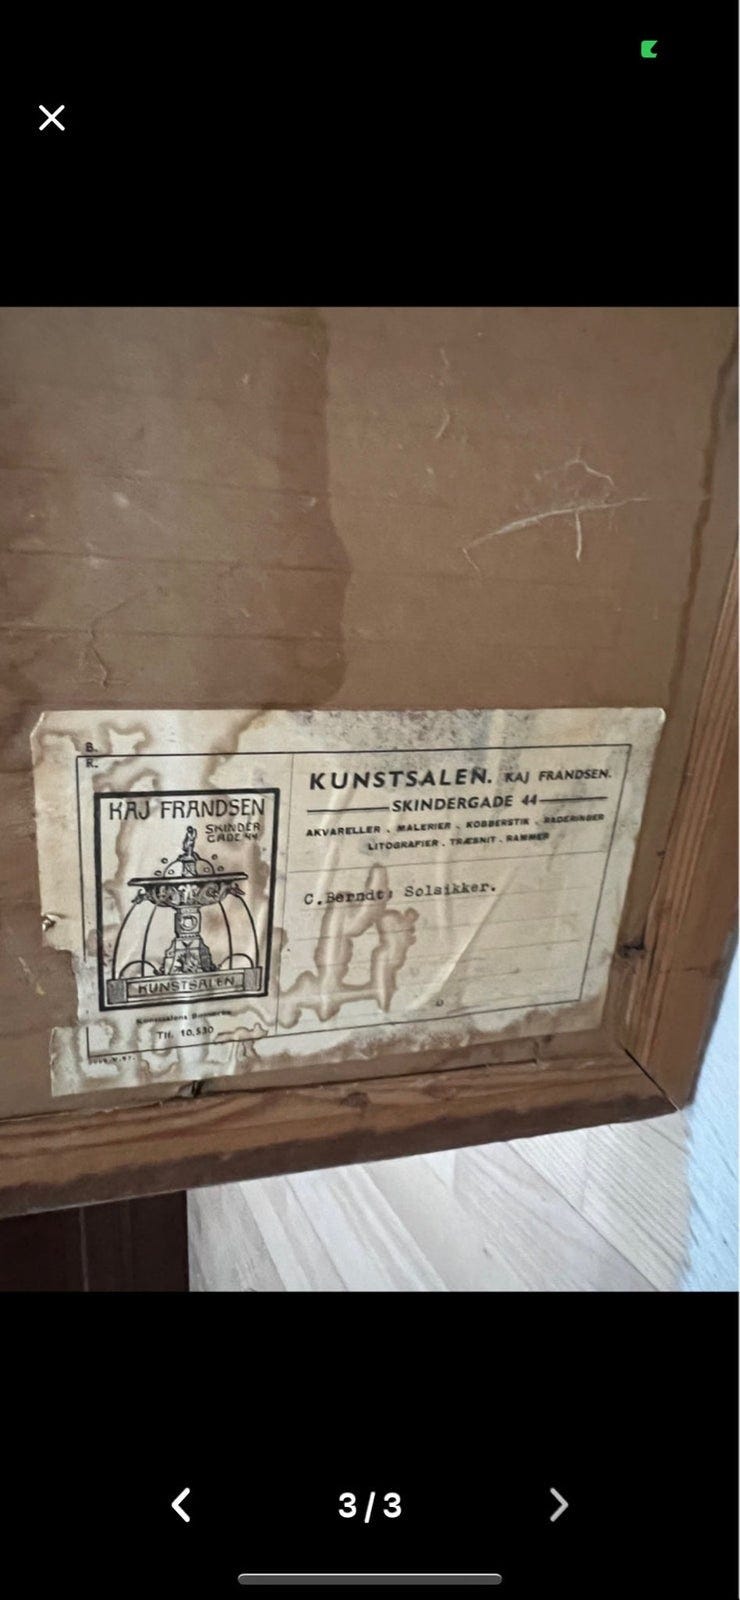 B.
R.
KAJ FRANDSEN
SKINDER
GADE 44
KUNSTSALEN
Kunstsalens
Tlf. 10.530
KUNSTSALEN. KAJ FRANDSEN.
SKINDERGADE 44
AKVARELLER . MALERIER . KOBBERSTIK . RADERINGER
LITOGRAFIER . TRÆSNIT . RAMMER
C.Berndt: Solsikker.
3/3